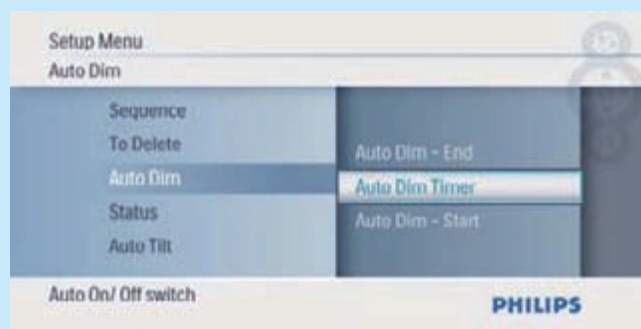 Setup Menu
Auto Dim
Sequence
To Delete
Auto Dim
Status
Auto Tilt
Auto Dim - End
Auto Dim Timer
Auto Dim - Start
Auto On/ Off switch
PHILIPS